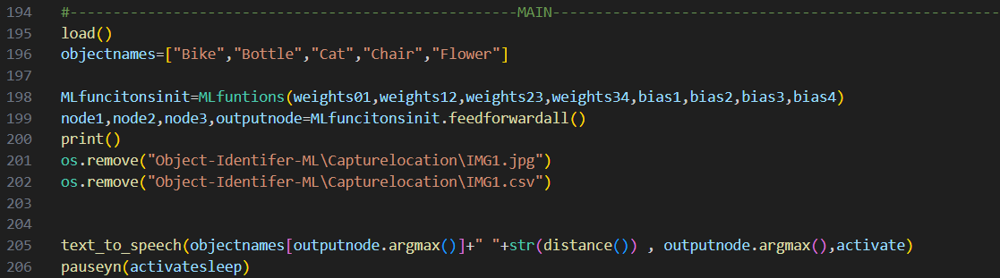 194 #----------------------------------------------------MAIN----------------------------------------------------
195 load()
196 objectnames=["Bike","Bottle","Cat","Chair","Flower"]
197
198 MLfuncitonsinit=MLfuntions(weights01,weights12,weights23,weights34,bias1,bias2,bias3,bias4)
199 node1,node2,node3,outputnode=MLfuncitonsinit.feedforwardall()
200 print()
201 os.remove("Object-Identifer-ML\Capturelocation\IMG1.jpg")
202 os.remove("Object-Identifer-ML\Capturelocation\IMG1.csv")
203
204
205 text_to_speech(objectnames[outputnode.argmax()]+" "+str(distance()) , outputnode.argmax(),activate)
206 pauseyn(activatesleep)